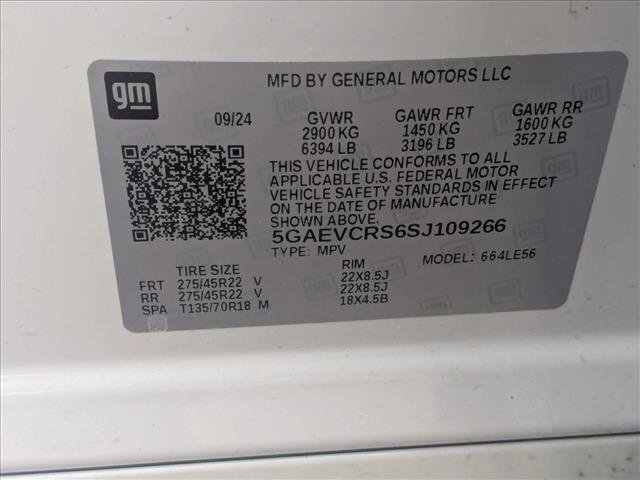 gm
MFD BY GENERAL MOTORS LLC
09/24 GVWR GAWR FRT GAWR RR
2900 KG 1450 KG 1600 KG
6394 LB 3196 LB 3527 LB
THIS VEHICLE CONFORMS TO ALL
APPLICABLE U.S. FEDERAL MOTOR
VEHICLE SAFETY STANDARDS IN EFFECT
ON THE DATE OF MANUFACTURE
SHOWN ABOVE.
5GAEVCRS6SJ109266
TYPE: MPV MODEL: 664LE56
TIRE SIZE RIM
FRT 275/45R22 V 22X8.5J
RR 275/45R22 V 22X8.5J
SPA T135/70R18 M 18X4.5B